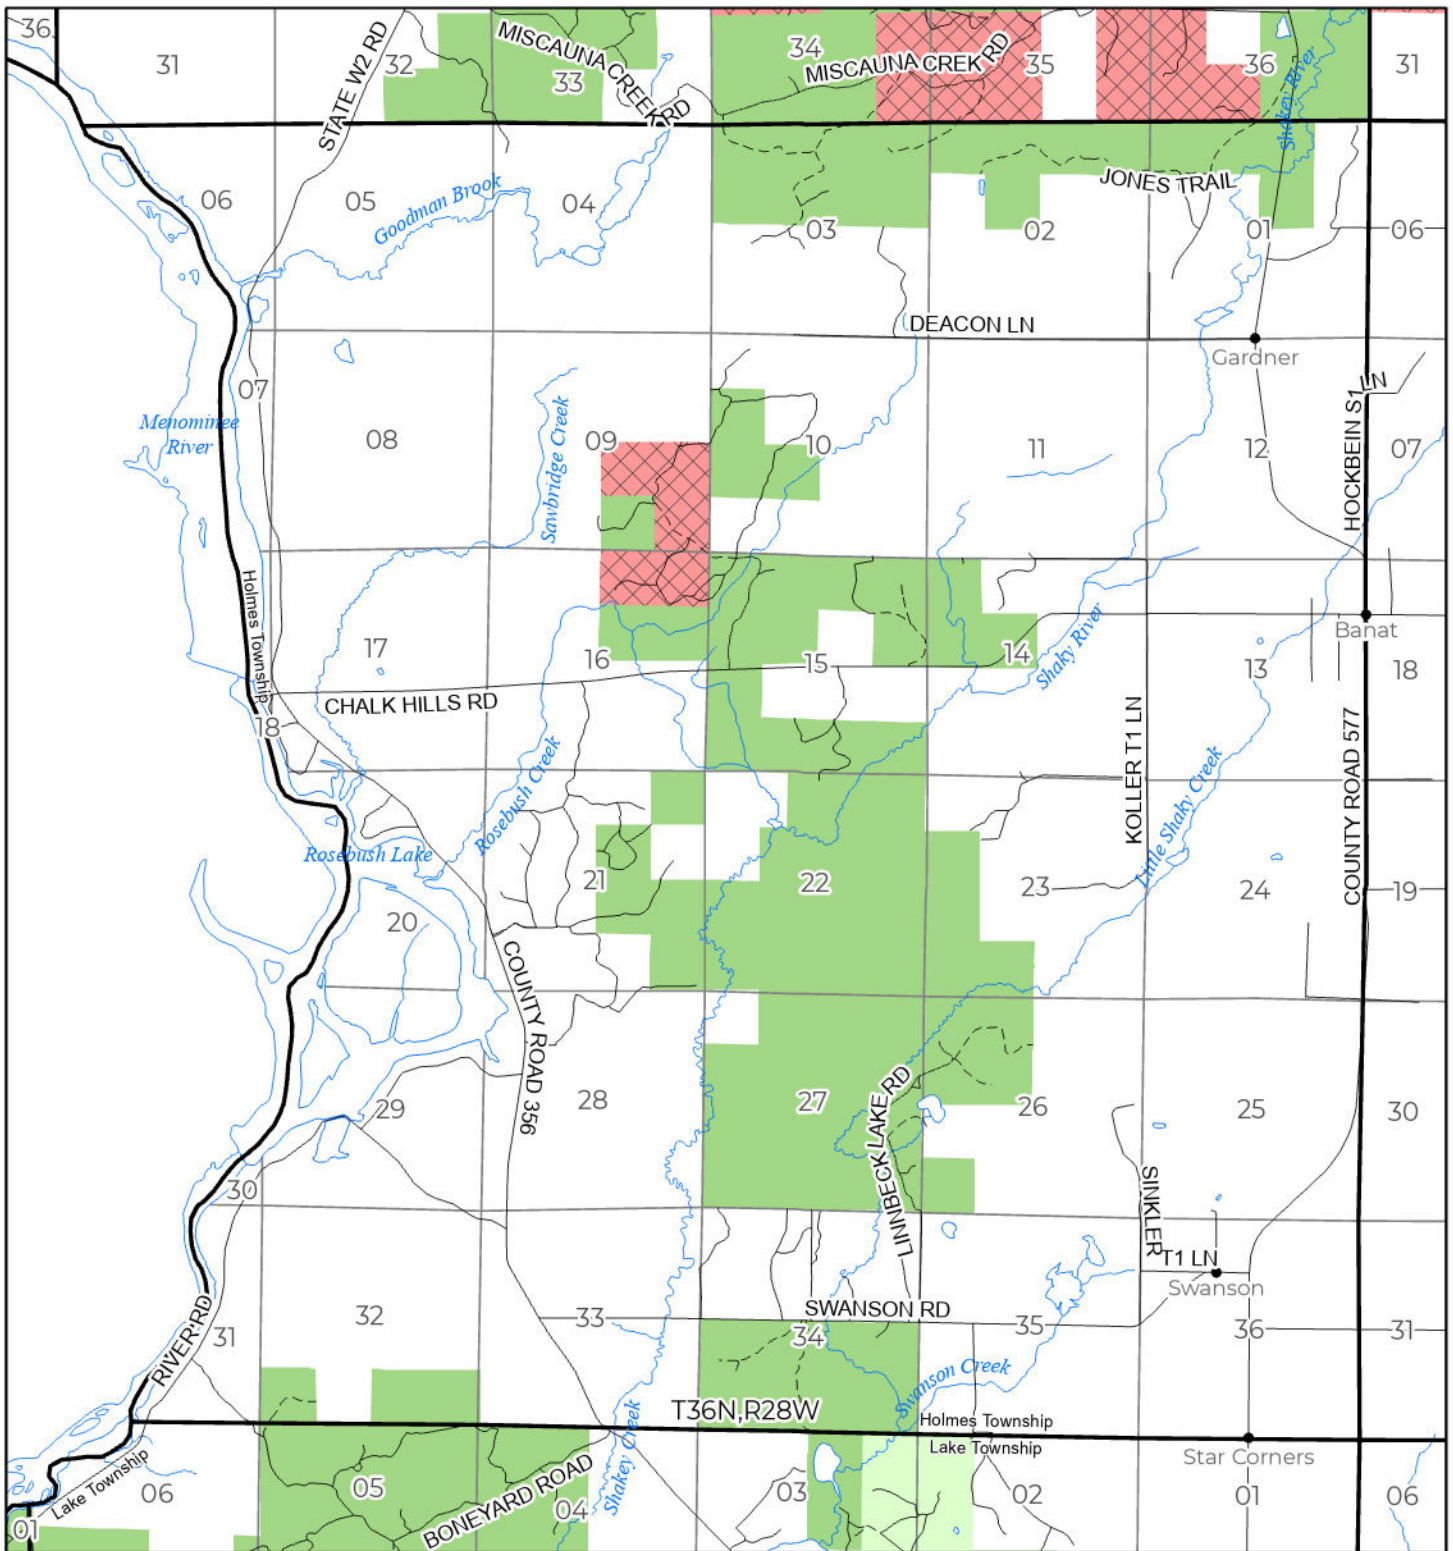 36
31
32
33
34
35
36
31
STATE W2 RD
MISCAUNA CREEK RD
MISCAUNA CREK RD
Shakey River
06
05
04
03
02
01
06
Goodman Brook
JONES TRAIL
DEACON LN
Gardner
07
08
09
10
11
12
07
Menominee
River
Sawbridge Creek
HOCKBEIN S1 LN
Banat
Holmes Township
18
17
16
15
14
13
18
CHALK HILLS RD
Shaky River
KOLLER T1 LN
COUNTY ROAD 577
Rosebush Creek
Little Shaky Creek
Rosebush Lake
20
21
22
23
24
19
COUNTY ROAD 356
29
28
27
26
25
30
LINNBECK LAKE RD
30
SINKLER
T1 LN
Swanson
RIVER RD
31
32
33
34
35
36
31
SWANSON RD
Swanson Creek
T36N,R28W
Holmes Township
Lake Township
Star Corners
Shakey Creek
Lake Township
01
06
05
04
03
02
01
06
BONEYARD ROAD